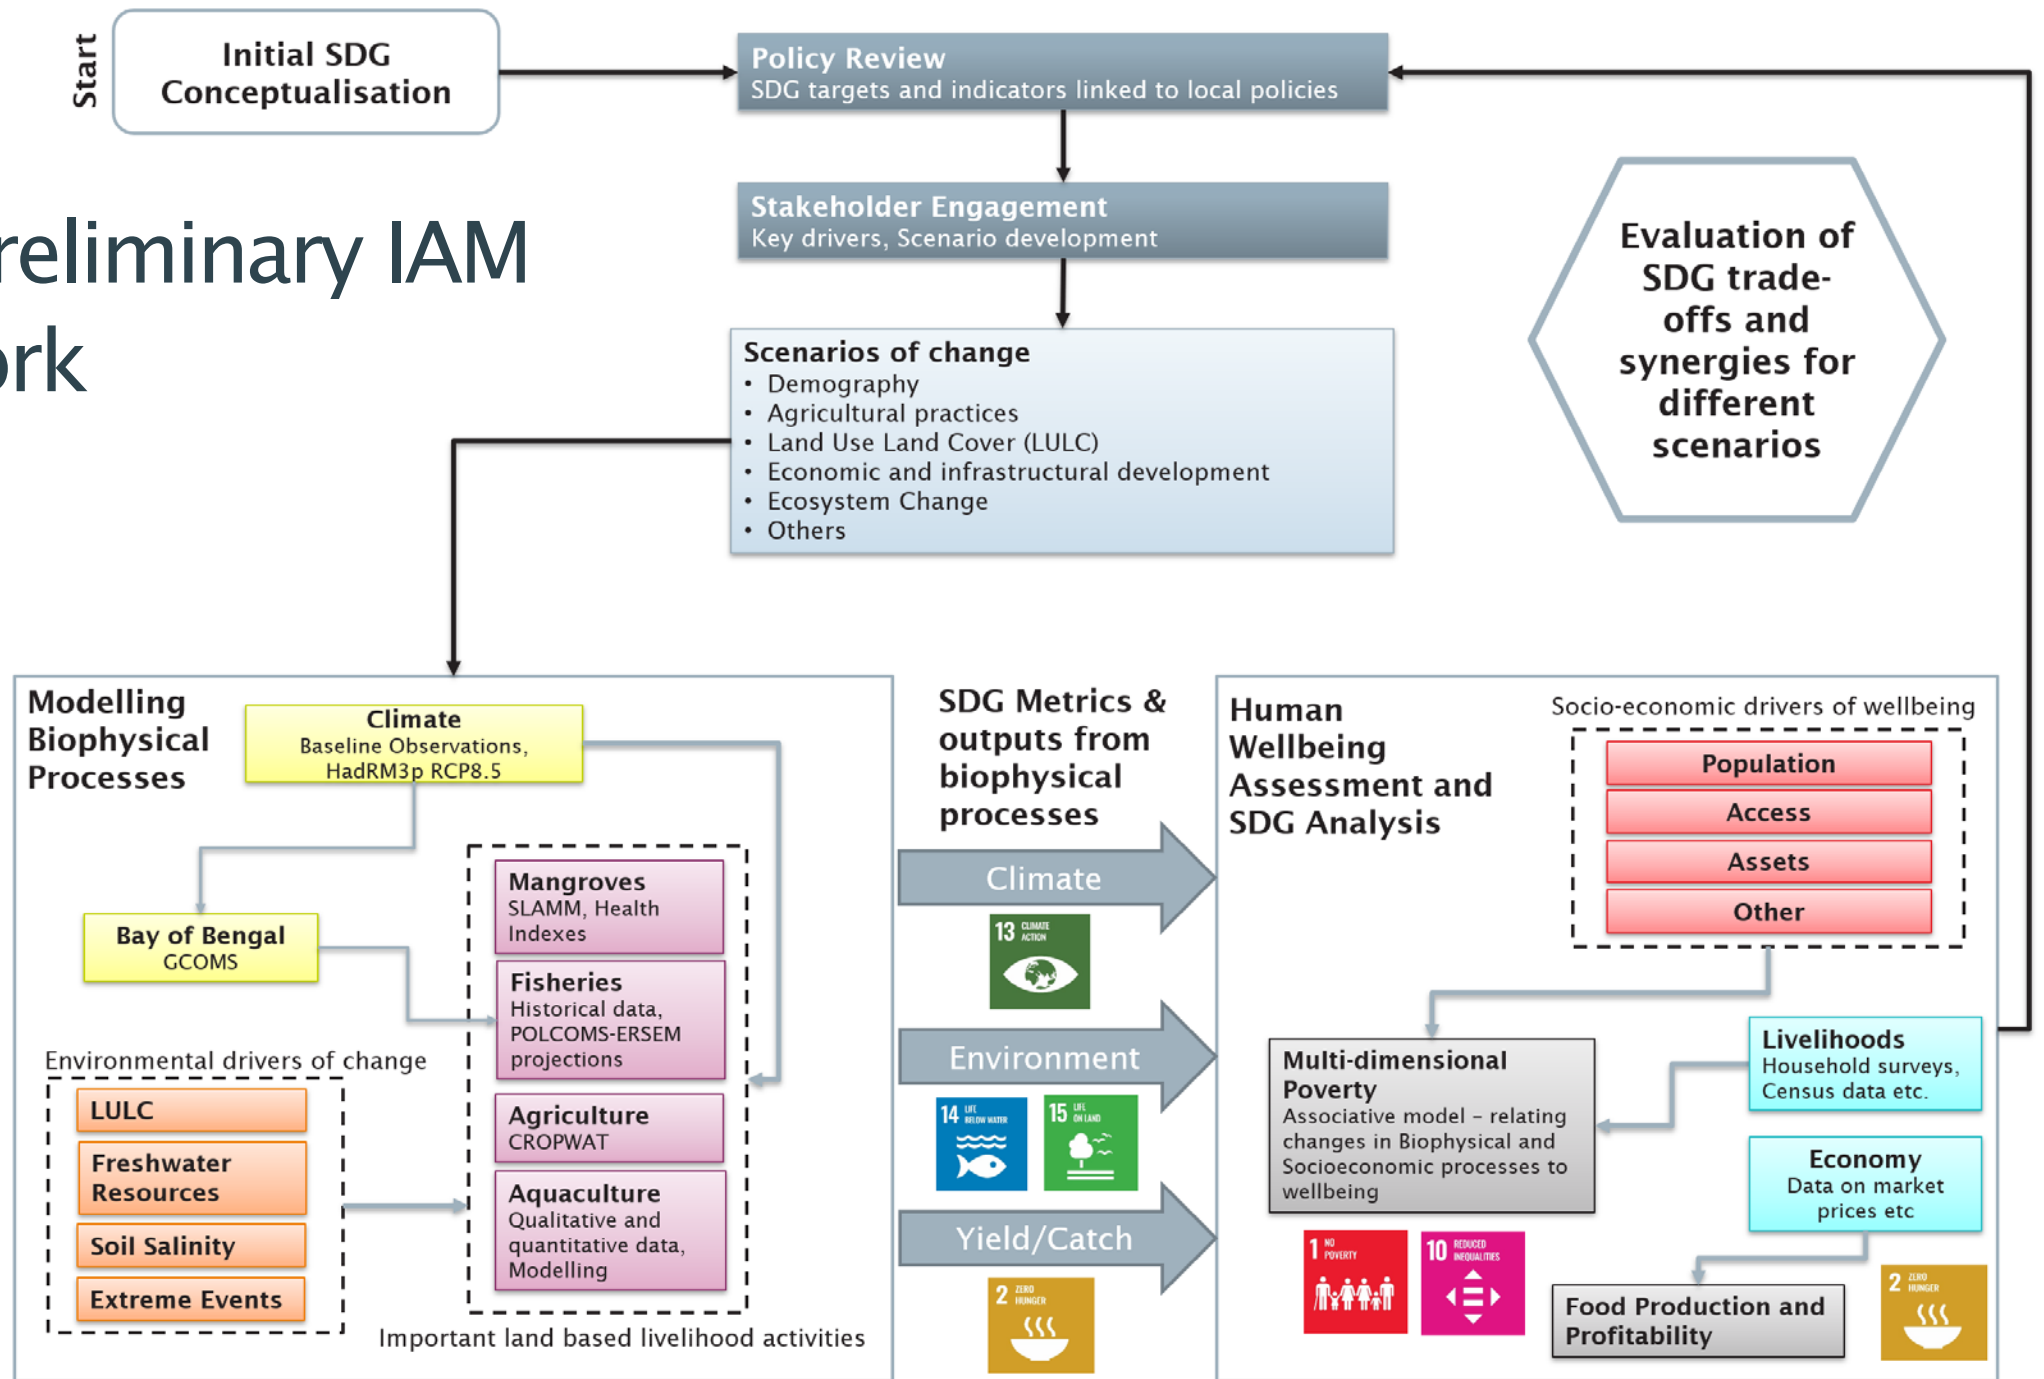 Start
Initial SDG
Conceptualisation
Policy Review
SDG targets and indicators linked to local policies
reliminary IAM
ork
Stakeholder Engagement
Key drivers, Scenario development
Scenarios of change
• Demography
• Agricultural practices
• Land Use Land Cover (LULC)
• Economic and infrastructural development
• Ecosystem Change
• Others
Evaluation of
SDG trade-
offs and
synergies for
different
scenarios
Modelling
Biophysical
Processes
Climate
Baseline Observations,
HadRM3p RCP8.5
Bay of Bengal
GCOMS
Mangroves
SLAMM, Health
Indexes
Fisheries
Historical data,
POLCOMS-ERSEM
projections
Agriculture
CROPWAT
Aquaculture
Qualitative and
quantitative data,
Modelling
Important land based livelihood activities
Environmental drivers of change
LULC
Freshwater
Resources
Soil Salinity
Extreme Events
SDG Metrics &
outputs from
biophysical
processes
Climate
13 CLIMATE
ACTION
Environment
14 LIFE
BELOW WATER
15 LIFE
ON LAND
Yield/Catch
2 ZERO
HUNGER
Human
Wellbeing
Assessment and
SDG Analysis
Socio-economic drivers of wellbeing
Population
Access
Assets
Other
Multi-dimensional
Poverty
Associative model – relating
changes in Biophysical and
Socioeconomic processes to
wellbeing
Livelihoods
Household surveys,
Census data etc.
Economy
Data on market
prices etc
1 NO
POVERTY
10 REDUCED
INEQUALITIES
Food Production and
Profitability
2 ZERO
HUNGER